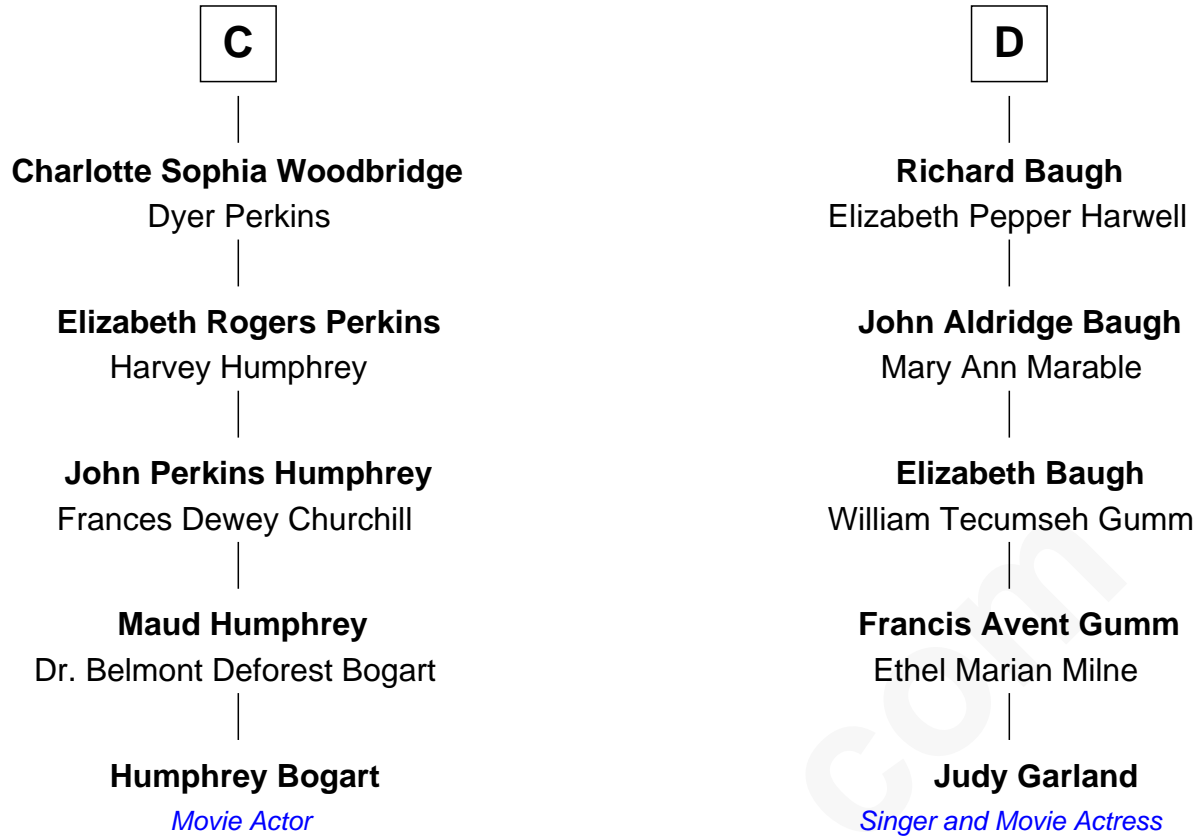 C
Charlotte Sophia Woodbridge
Dyer Perkins
Elizabeth Rogers Perkins
Harvey Humphrey
John Perkins Humphrey
Frances Dewey Churchill
Maud Humphrey
Dr. Belmont Deforest Bogart
Humphrey Bogart
Movie Actor
D
Richard Baugh
Elizabeth Pepper Harwell
John Aldridge Baugh
Mary Ann Marable
Elizabeth Baugh
William Tecumseh Gumm
Francis Avent Gumm
Ethel Marian Milne
Judy Garland
Singer and Movie Actress
com